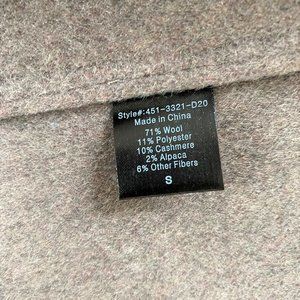 Style#:451-3321-D20
Made in China
71% Wool
11% Polyester
10% Cashmere
2% Alpaca
6% Other Fibers
S